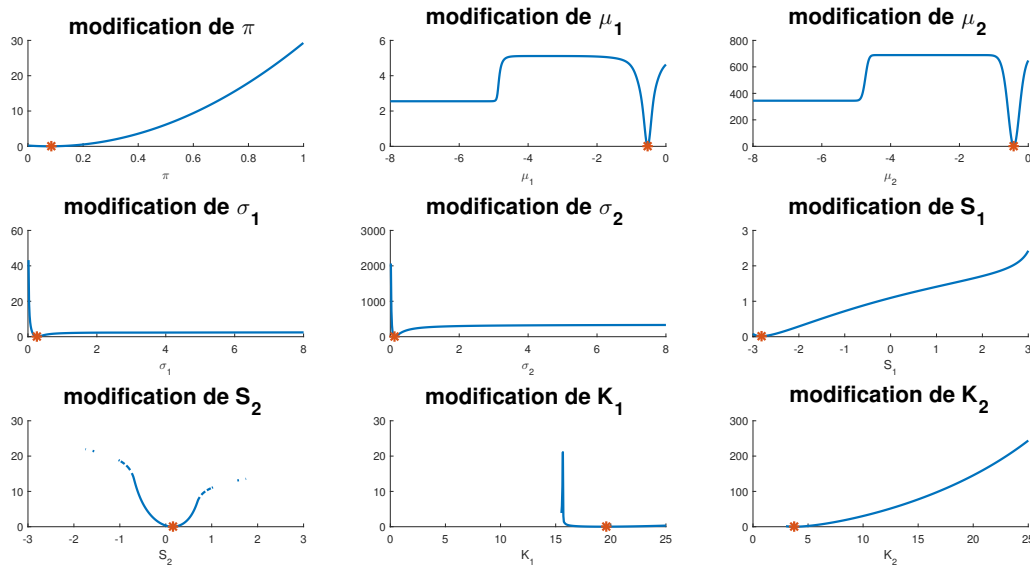 modification de π
30
20
10
0
0 0.2 0.4 0.6 0.8 1
π
modification de μ1
6
4
2
0
-8 -6 -4 -2 0
μ1
modification de μ2
800
600
400
200
0
-8 -6 -4 -2 0
μ2
modification de σ1
60
40
20
0
0 2 4 6 8
σ1
modification de σ2
3000
2000
1000
0
0 2 4 6 8
σ2
modification de S1
3
2
1
0
-3 -2 -1 0 1 2 3
S1
modification de S2
30
20
10
0
-3 -2 -1 0 1 2 3
S2
modification de K1
30
20
10
0
0 5 10 15 20 25
K1
modification de K2
300
200
100
0
0 5 10 15 20 25
K2